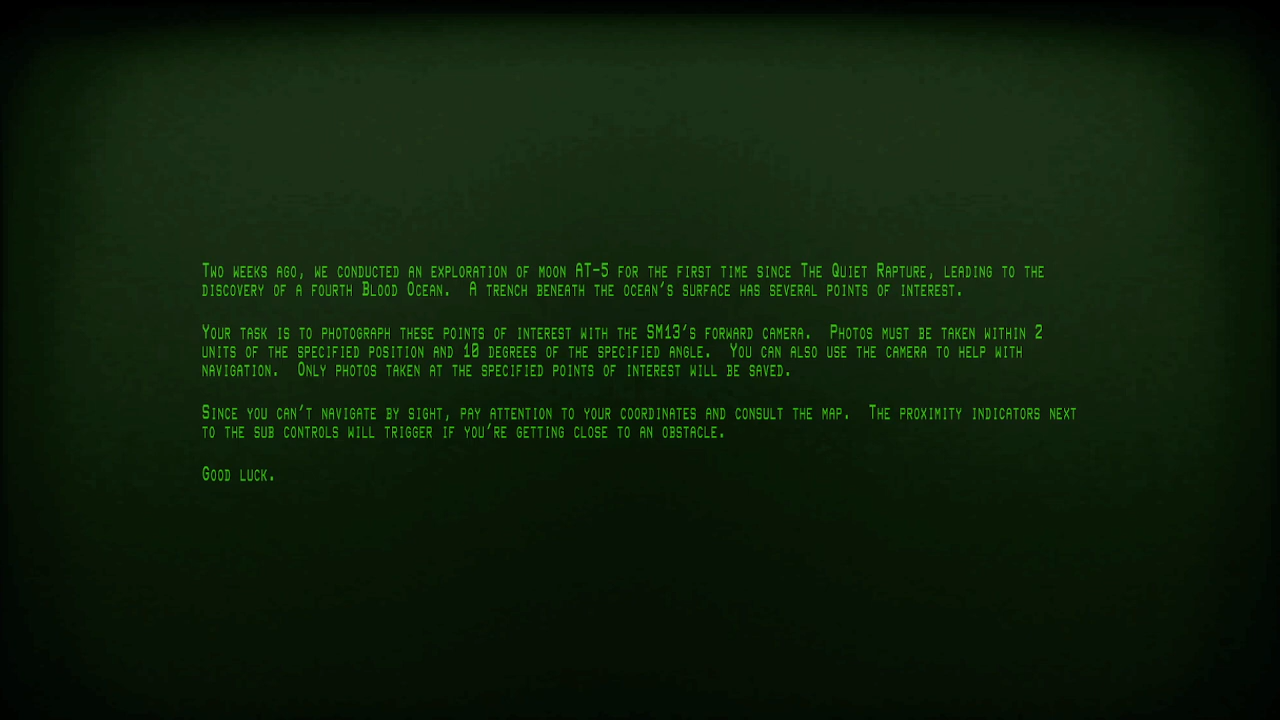 Two weeks ago, we conducted an exploration of moon AT-5 for the first time since The Quiet Rapture, leading to the
discovery of a fourth Blood Ocean.  A trench beneath the ocean's surface has several points of interest.
Your task is to photograph these points of interest with the SM13's forward camera.  Photos must be taken within 2
units of the specified position and 10 degrees of the specified angle.  You can also use the camera to help with
navigation.  Only photos taken at the specified points of interest will be saved.
Since you can't navigate by sight, pay attention to your coordinates and consult the map.  The proximity indicators next
to the sub controls will trigger if you're getting close to an obstacle.
Good luck.